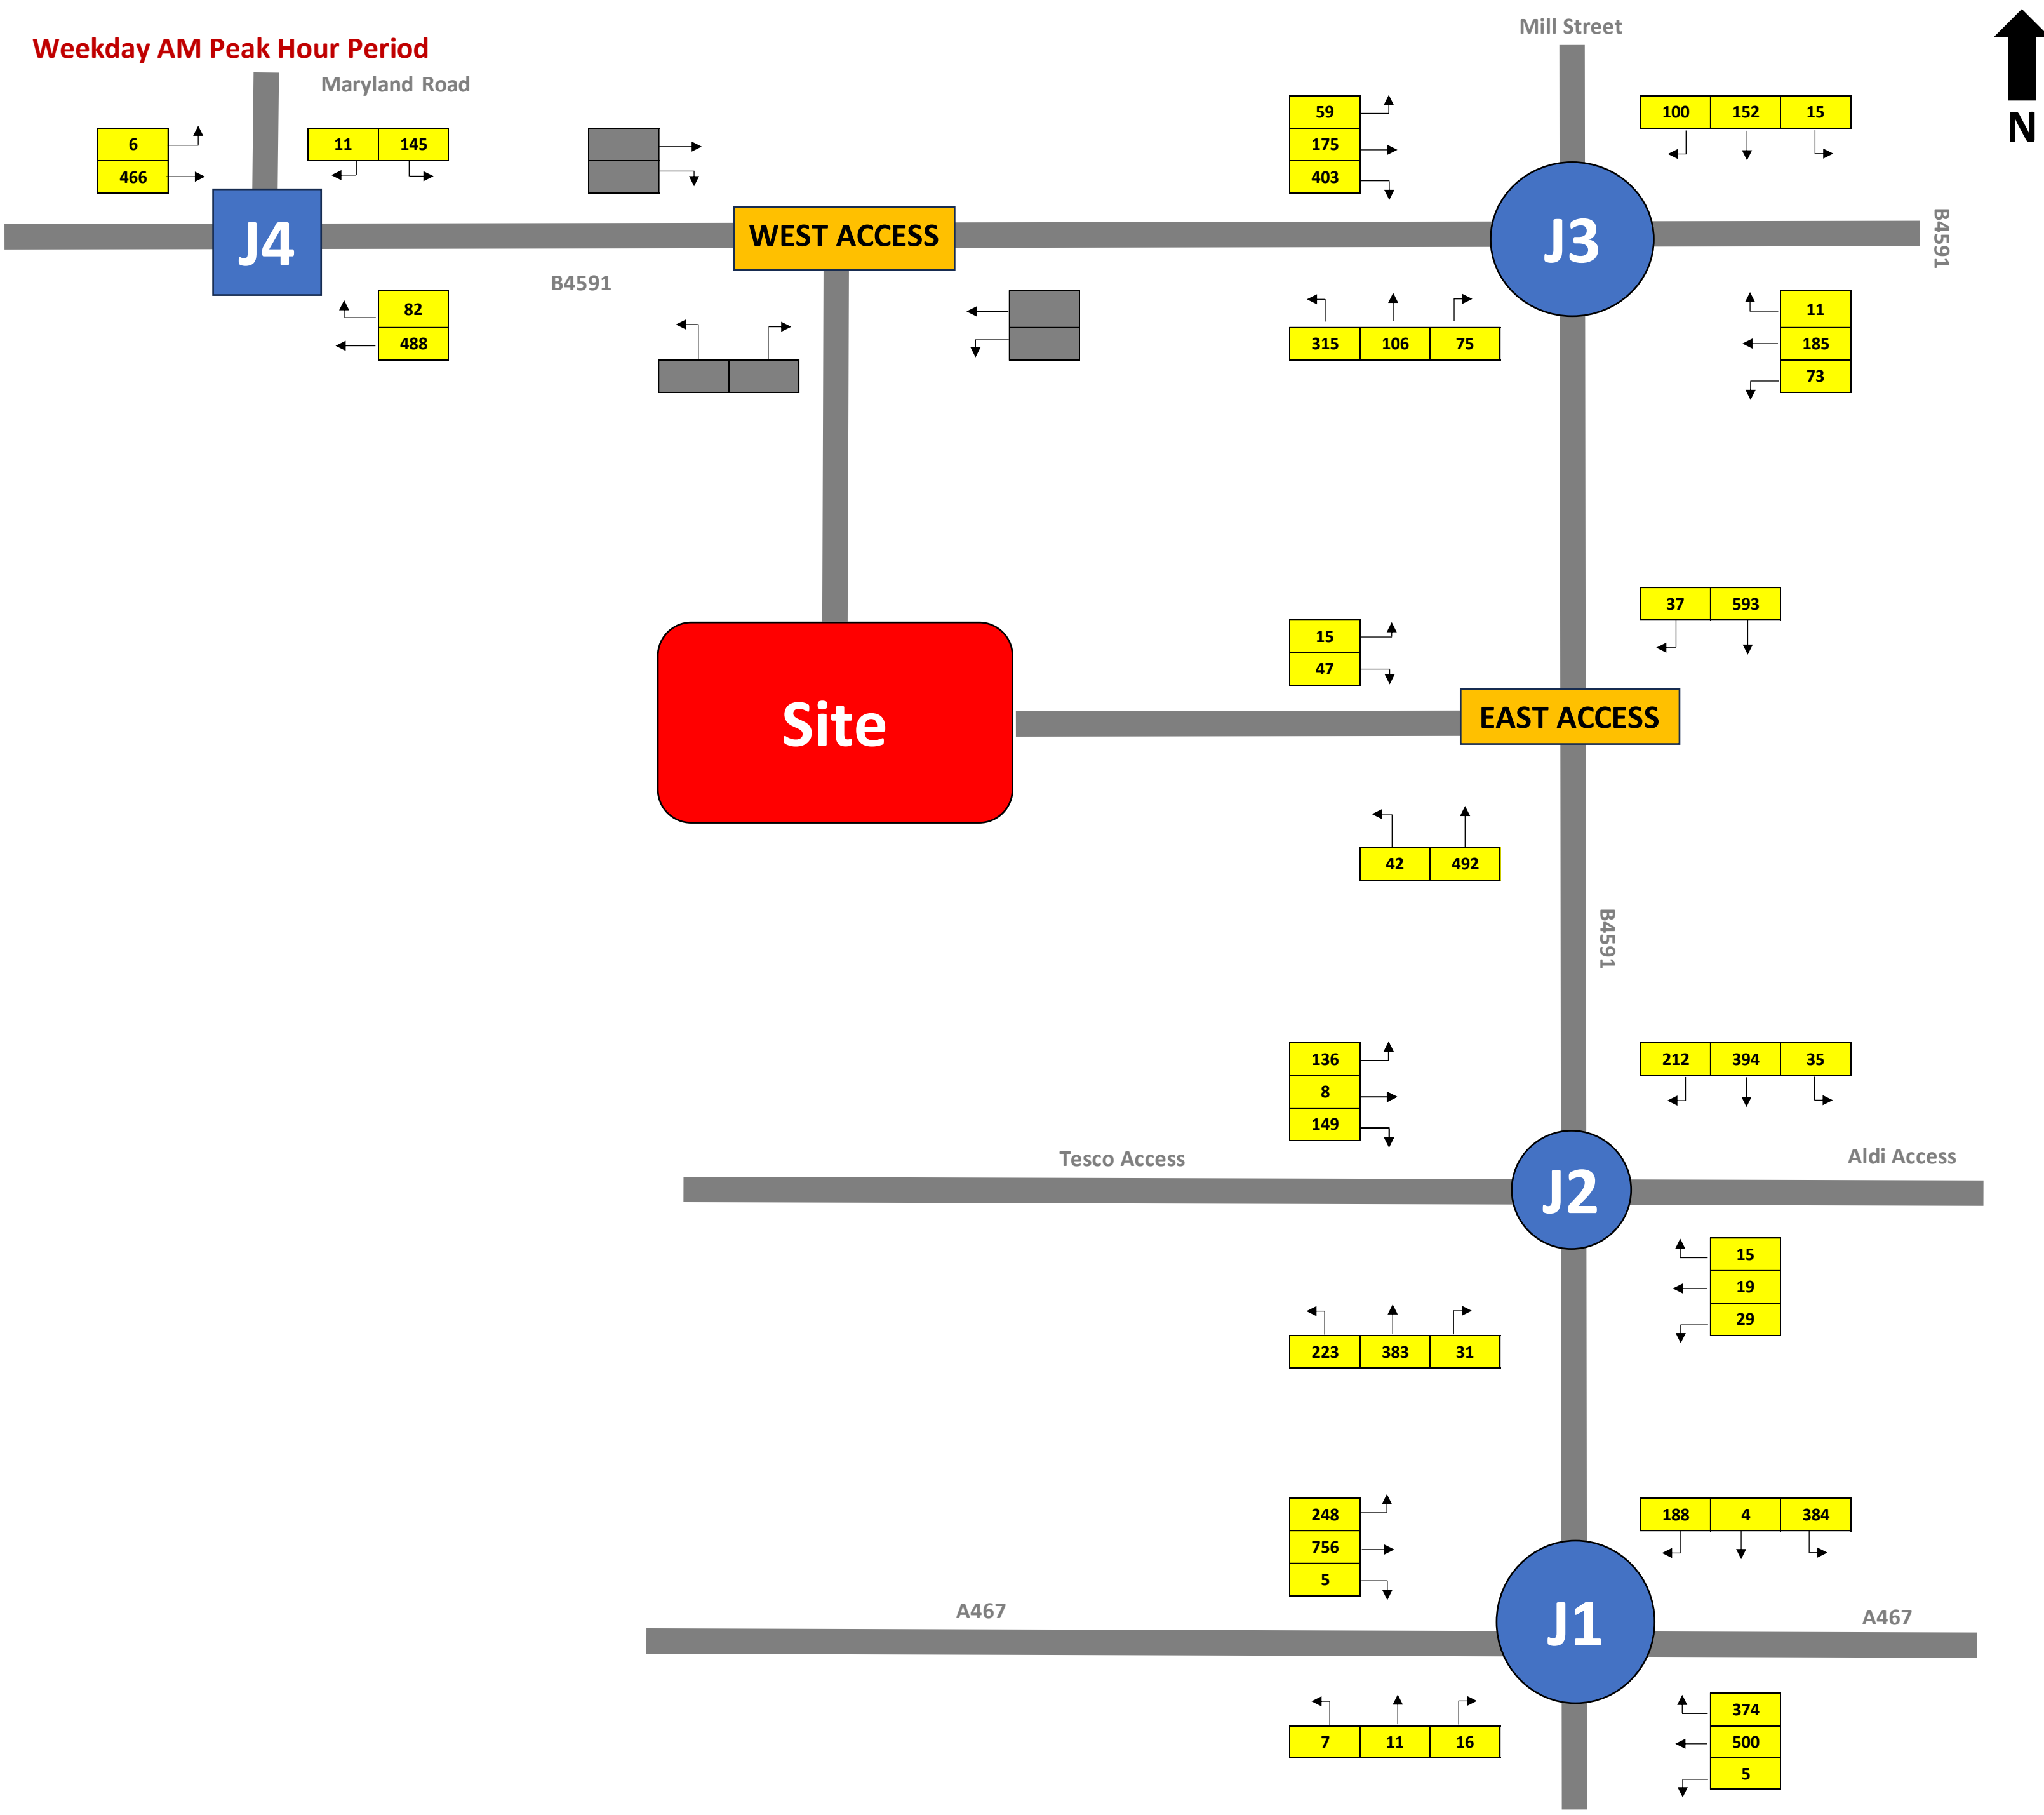 Mill Street
Weekday AM Peak Hour Period
Maryland Road
N
59
175
403
100 152 15
6
466
11 145
J4
WEST ACCESS
J3
B4591
B4591
82
488
315 106 75
11
185
73
37 593
15
47
Site
EAST ACCESS
42 492
B4591
136
8
149
212 394 35
Tesco Access
Aldi Access
J2
15
19
29
223 383 31
248
756
5
188 4 384
A467
J1
A467
7 11 16
374
500
5